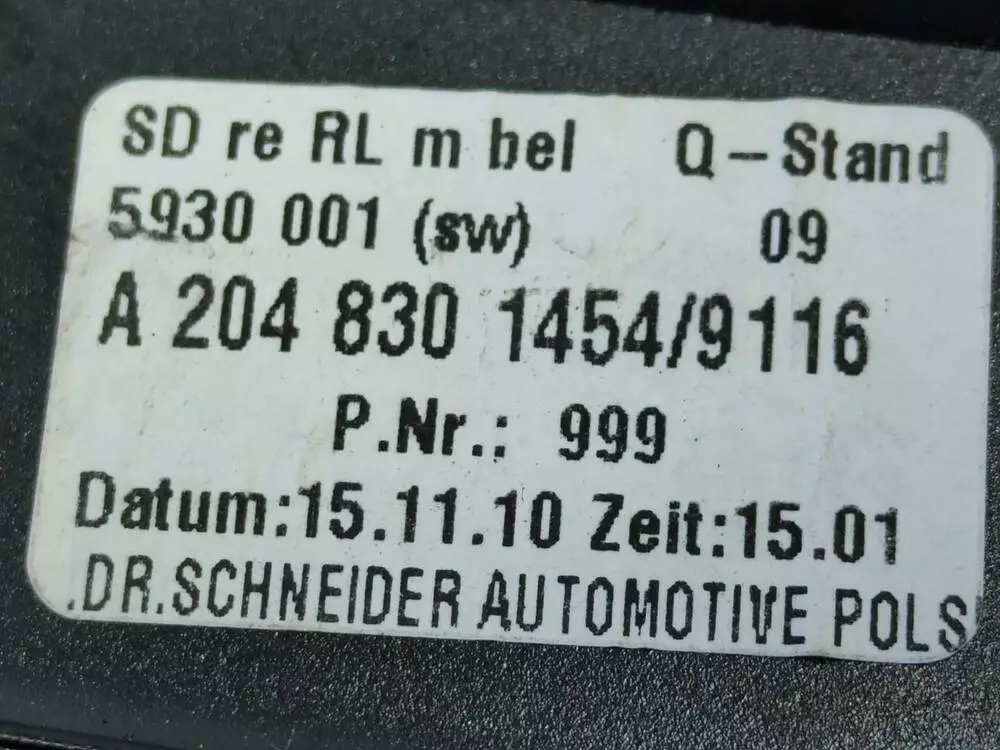 SD re RL m bel Q-Stand
5930 001 (sw) 09
A 204 830 1454/9116
P.Nr.: 999
Datum:15.11.10 Zeit:15.01
.DR.SCHNEIDER AUTOMOTIVE POLS